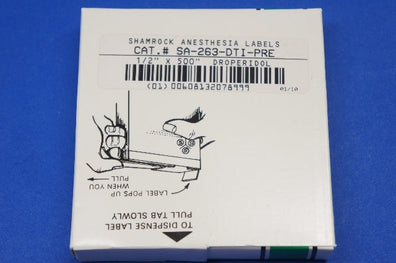 SHAMROCK ANESTHESIA LABELS
CAT.# SA-263-DTI-PRE
1/2" X 500" DROPERIDOL
(01) 00608132078999
01/10
LABEL POPS UP
WHEN YOU
PULL
TO DISPENSE LABEL
PULL TAB SLOWLY